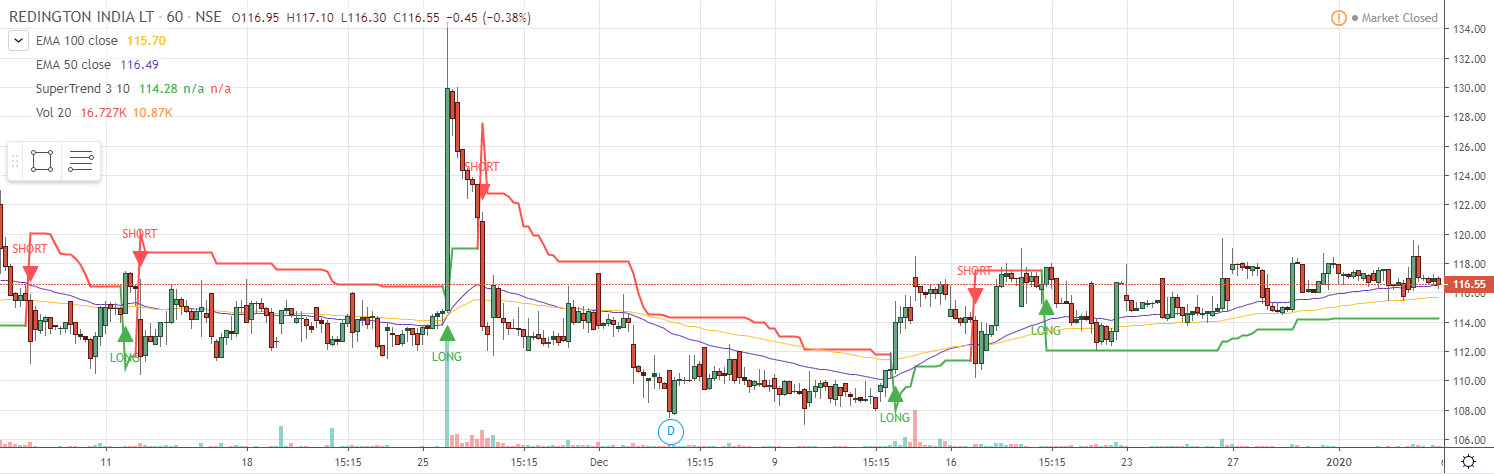 REDINGTON INDIA LT · 60 · NSE O116.95 H117.10 L116.30 C116.55 −0.45 (−0.38%)
! Market Closed
EMA 100 close 115.70
EMA 50 close 116.49
SuperTrend 3 10 114.28 n/a n/a
Vol 20 16.727K 10.87K
134.00
132.00
130.00
128.00
126.00
124.00
122.00
120.00
118.00
116.55
116.00
114.00
112.00
110.00
108.00
106.00
SHORT
SHORT
SHORT
SHORT
LONG
LONG
LONG
LONG
D
11 18 15:15 25 15:15 Dec 15:15 9 15:15 16 15:15 23 27 2020